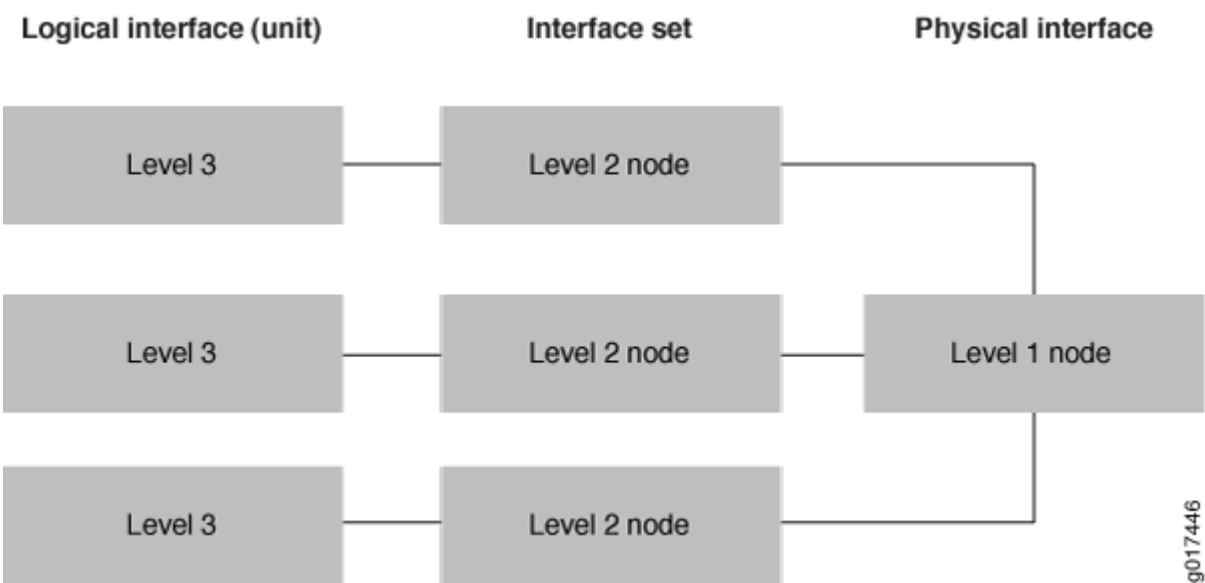 Logical interface (unit)
Interface set
Physical interface
Level 3
Level 2 node
Level 3
Level 2 node
Level 1 node
Level 3
Level 2 node
g017446